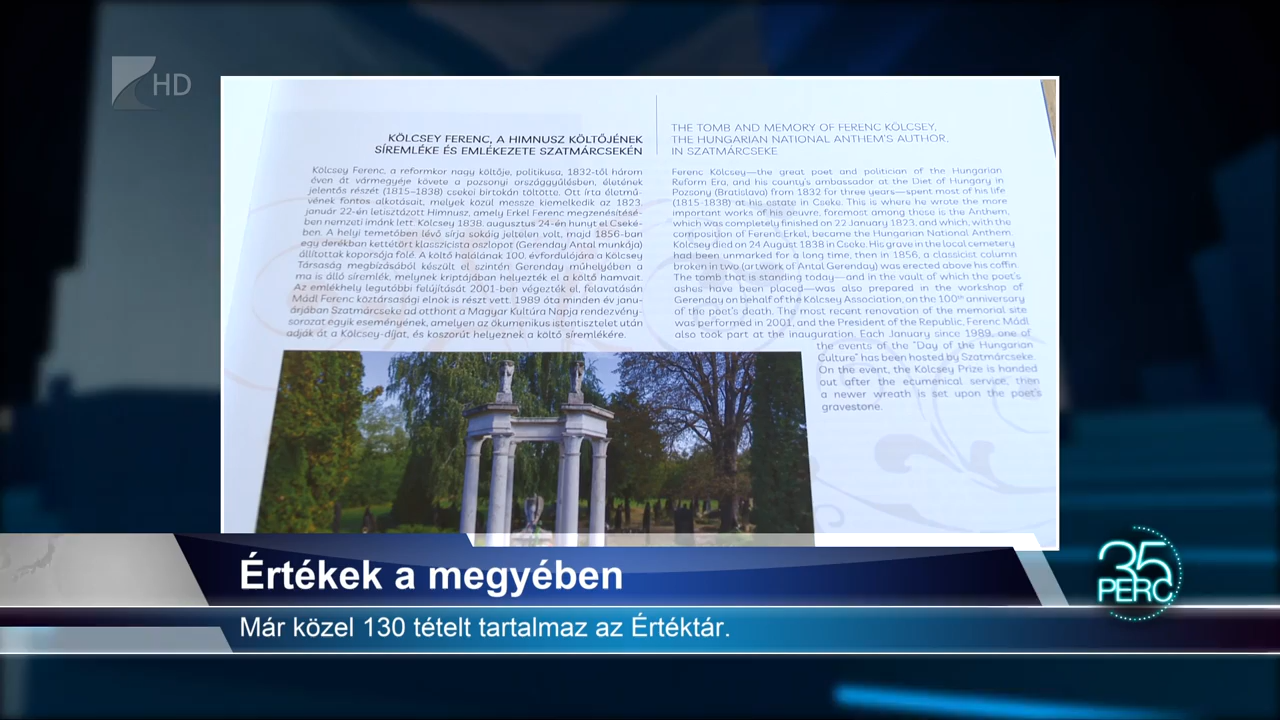 HD
KÖLCSEY FERENC, A HIMNUSZ KÖLTŐJÉNEK
SÍREMLÉKE ÉS EMLÉKEZETE SZATMÁRCSEKÉN
Kölcsey Ferenc, a reformkor nagy költője, politikusa, 1832-től három
éven át vármegyéje követe a pozsonyi országgyűlésben, életének
jelentős részét (1815–1838) csekei birtokán töltötte. Ott írta életmű-
vének fontos alkotásait, melyek közül messze kiemelkedik az 1823.
január 22-én letisztázott Himnusz, amely Erkel Ferenc megzenésítésé-
ben nemzeti imánk lett. Kölcsey 1838. augusztus 24-én hunyt el Cseké-
ben. A helyi temetőben lévő sírja sokáig jeltelen volt, majd 1856-ban
egy derékban kettétört klasszicista oszlopot (Gerenday Antal munkája)
állítottak koporsója fölé. A költő halálának 100. évfordulójára a Kölcsey
Társaság megbízásából készült el szintén Gerenday műhelyében a
ma is álló síremlék, melynek kriptájában helyezték el a költő hamvait.
Az emlékhely legutóbbi felújítását 2001-ben végezték el, felavatásán
Mádl Ferenc köztársasági elnök is részt vett. 1989 óta minden év janu-
árjában Szatmárcseke ad otthont a Magyar Kultúra Napja rendezvény-
sorozat egyik eseményének, amelyen az ökumenikus istentisztelet után
adják át a Kölcsey-díjat, és koszorút helyeznek a költő síremlékére.
THE TOMB AND MEMORY OF FERENC KÖLCSEY,
THE HUNGARIAN NATIONAL ANTHEM'S AUTHOR,
IN SZATMÁRCSEKE
Ferenc Kölcsey—the great poet and politician of the Hungarian
Reform Era, and his county's ambassador at the Diet of Hungary in
Pozsony (Bratislava) from 1832 for three years—spent most of his life
(1815-1838) at his estate in Cseke. This is where he wrote the more
important works of his oeuvre, foremost among those is the Anthem,
which was completely finished on 22 January 1823, and which, with the
composition of Ferenc Erkel, became the Hungarian National Anthem.
Kölcsey died on 24 August 1838 in Cseke. His grave in the local cemetery
had been unmarked for a long time, then in 1856, a classicist column
broken in two (artwork of Antal Gerenday) was erected above his coffin.
The tomb that is standing today—and in the vault of which the poet's
ashes have been placed—was also prepared in the workshop of
Gerenday on behalf of the Kölcsey Association, on the 100th anniversary
of the poet's death. The most recent renovation of the memorial site
was performed in 2001, and the President of the Republic, Ferenc Mádl
also took part at the inauguration. Each January since 1989, one of
the events of the "Day of the Hungarian
Culture" has been hosted by Szatmárcseke.
On the event, the Kölcsey Prize is handed
out after the ecumenical service, then
a newer wreath is set upon the poet's
gravestone.
Értékek a megyében
Már közel 130 tételt tartalmaz az Értéktár.
35
PERC